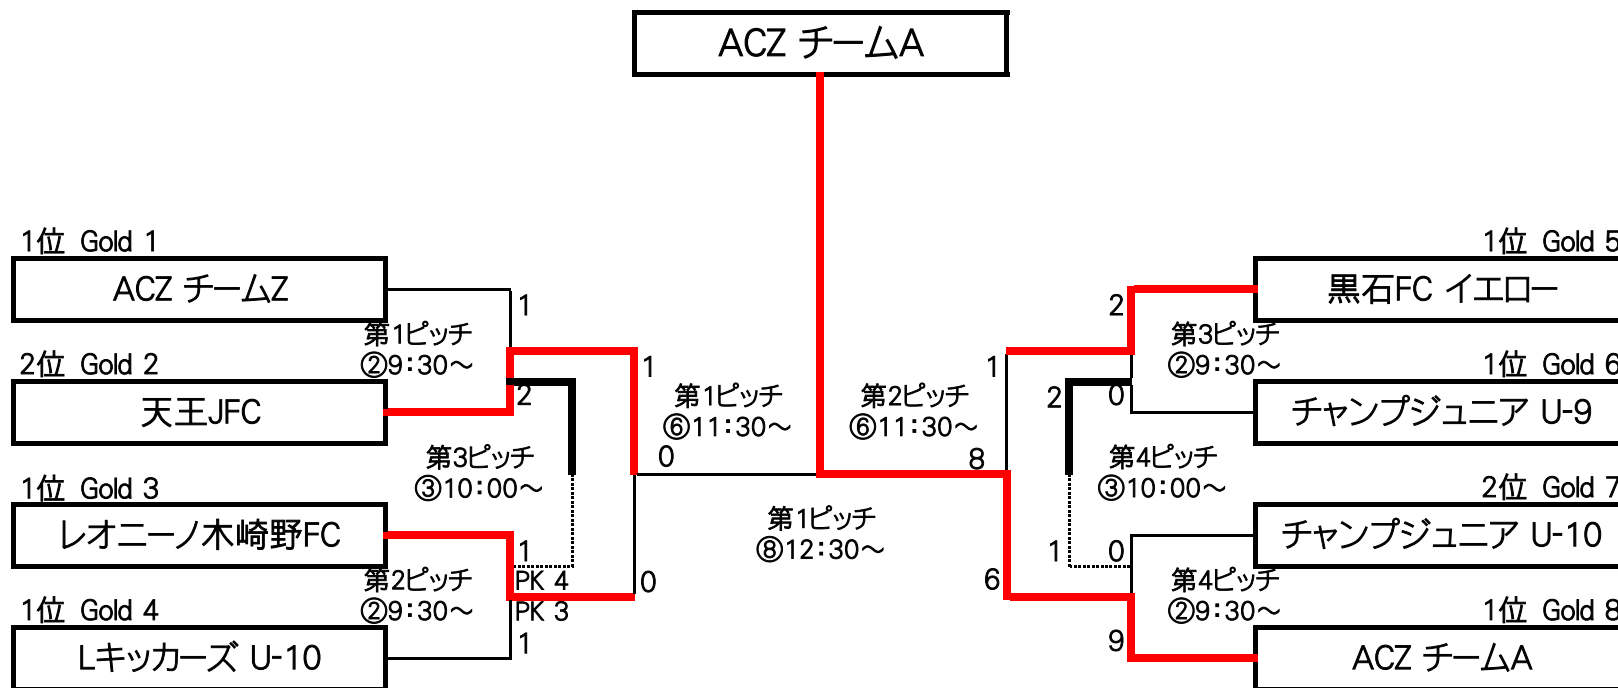 ACZ チームA
1位 Gold 1
ACZ チームZ
1
第1ピッチ
②9:30～
2位 Gold 2
天王JFC
2
1
第3ピッチ
③10:00～
1位 Gold 3
レオニーノ木崎野FC
1
PK 4
第2ピッチ
②9:30～
PK 3
0
1位 Gold 4
Lキッカーズ U-10
1
第1ピッチ
⑥11:30～
0
第1ピッチ
⑧12:30～
第2ピッチ
⑥11:30～
8
1位 Gold 5
黒石FC イエロー
2
第3ピッチ
②9:30～
1
1位 Gold 6
チャンプジュニア U-9
0
2
第4ピッチ
③10:00～
1
2位 Gold 7
チャンプジュニア U-10
0
第4ピッチ
②9:30～
6
1位 Gold 8
ACZ チームA
9